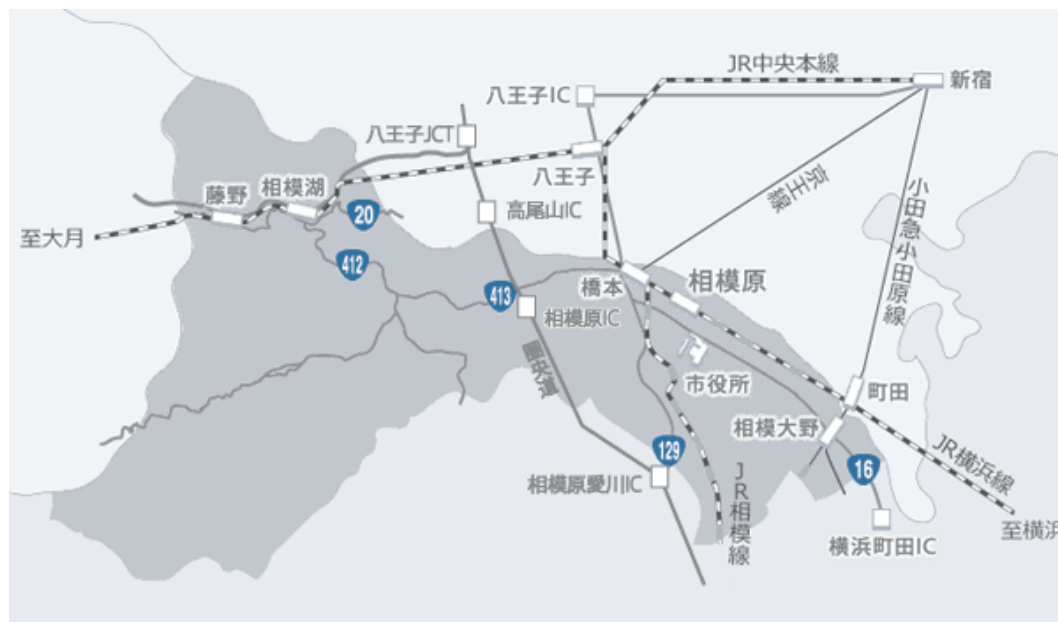 JR中央本線
新宿
八王子IC
八王子JCT
八王子
京王線
小田急小田原線
藤野
相模湖
20
高尾山IC
至大月
412
橋本
相模原
413
相模原IC
圏央道
市役所
町田
相模大野
129
16
JR横浜線
相模原愛川IC
JR相模線
至横浜
横浜町田IC